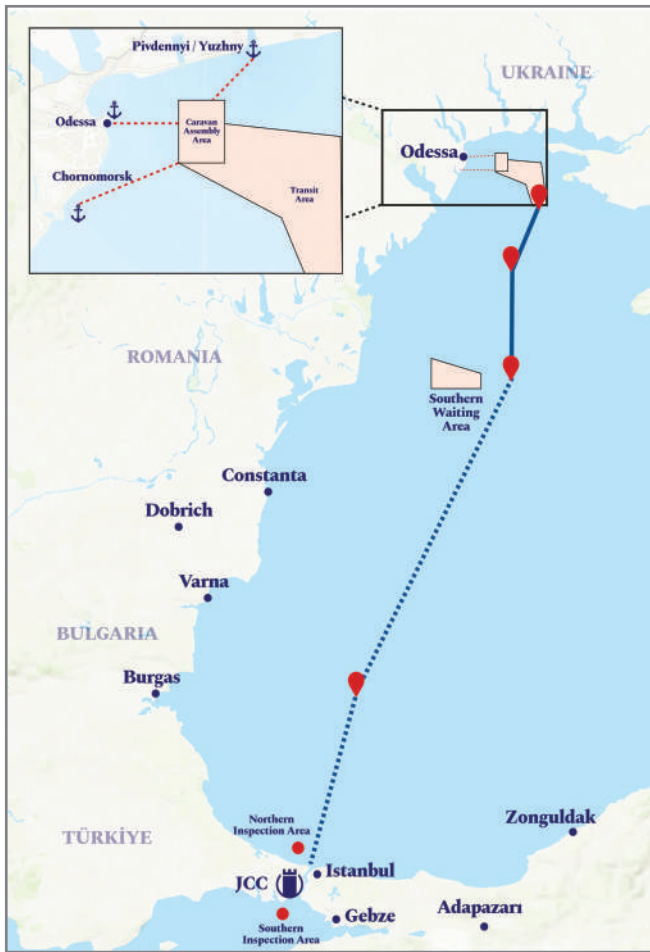 Pivdennyi / Yuzhny
Odessa
Caravan
Assembly
Area
Chornomorsk
Transit
Area
UKRAINE
Odessa
ROMANIA
Southern
Waiting
Area
Constanta
Dobrich
Varna
BULGARIA
Burgas
Northern
Inspection Area
TÜRKİYE
Zonguldak
JCC
Istanbul
Gebze
Adapazarı
Southern
Inspection Area